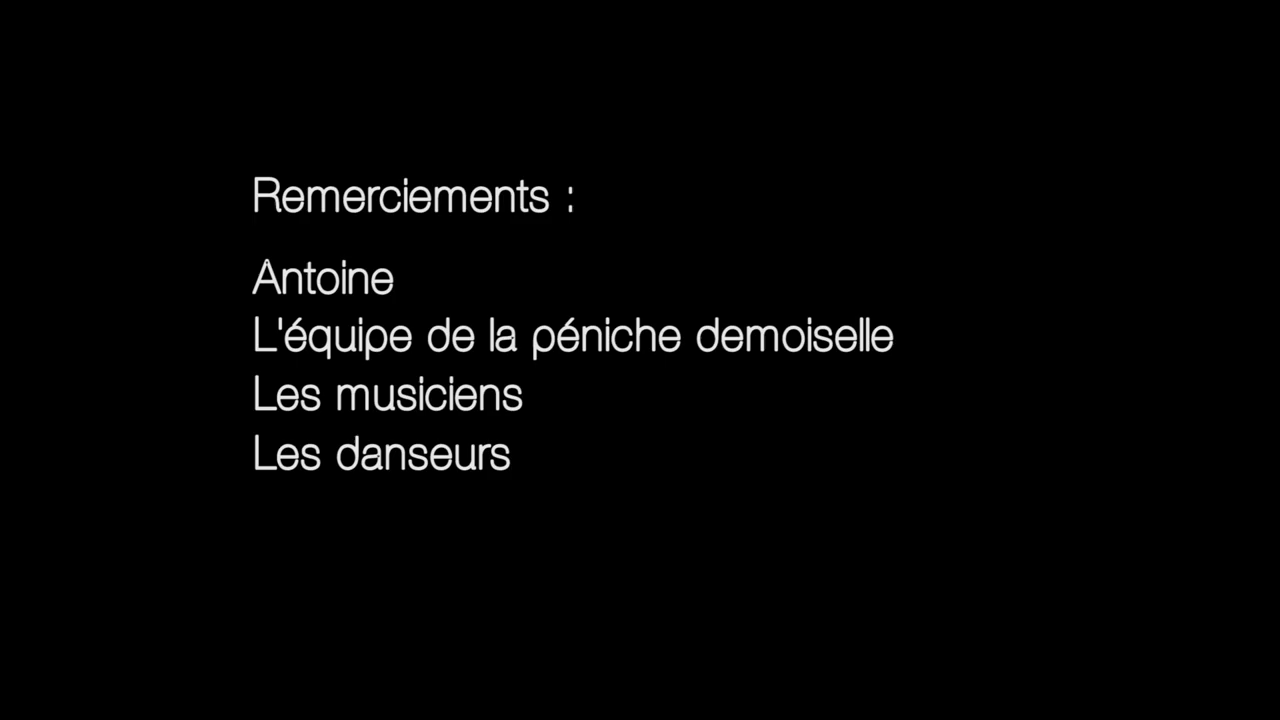 Remerciements :
Antoine
L'équipe de la péniche demoiselle
Les musiciens
Les danseurs